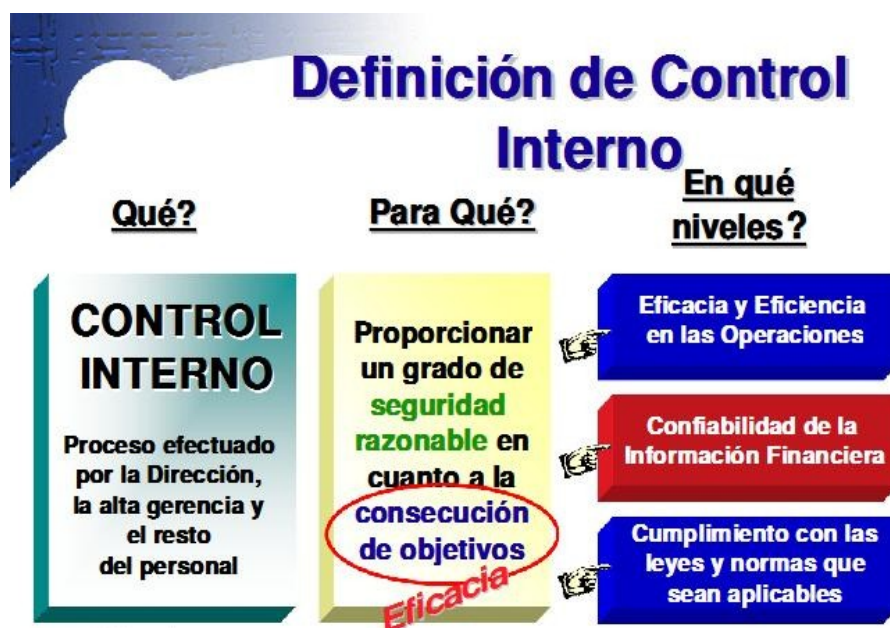 Definición de Control
Interno
Qué?
CONTROL
INTERNO
Proceso efectuado
por la Dirección,
la alta gerencia y
el resto
del personal
Para Qué?
Proporcionar
un grado de
seguridad
razonable en
cuanto a la
consecución
de objetivos
Eficacia
En qué
niveles?
Eficacia y Eficiencia
en las Operaciones
Confiabilidad de la
Información Financiera
Cumplimiento con las
leyes y normas que
sean aplicables